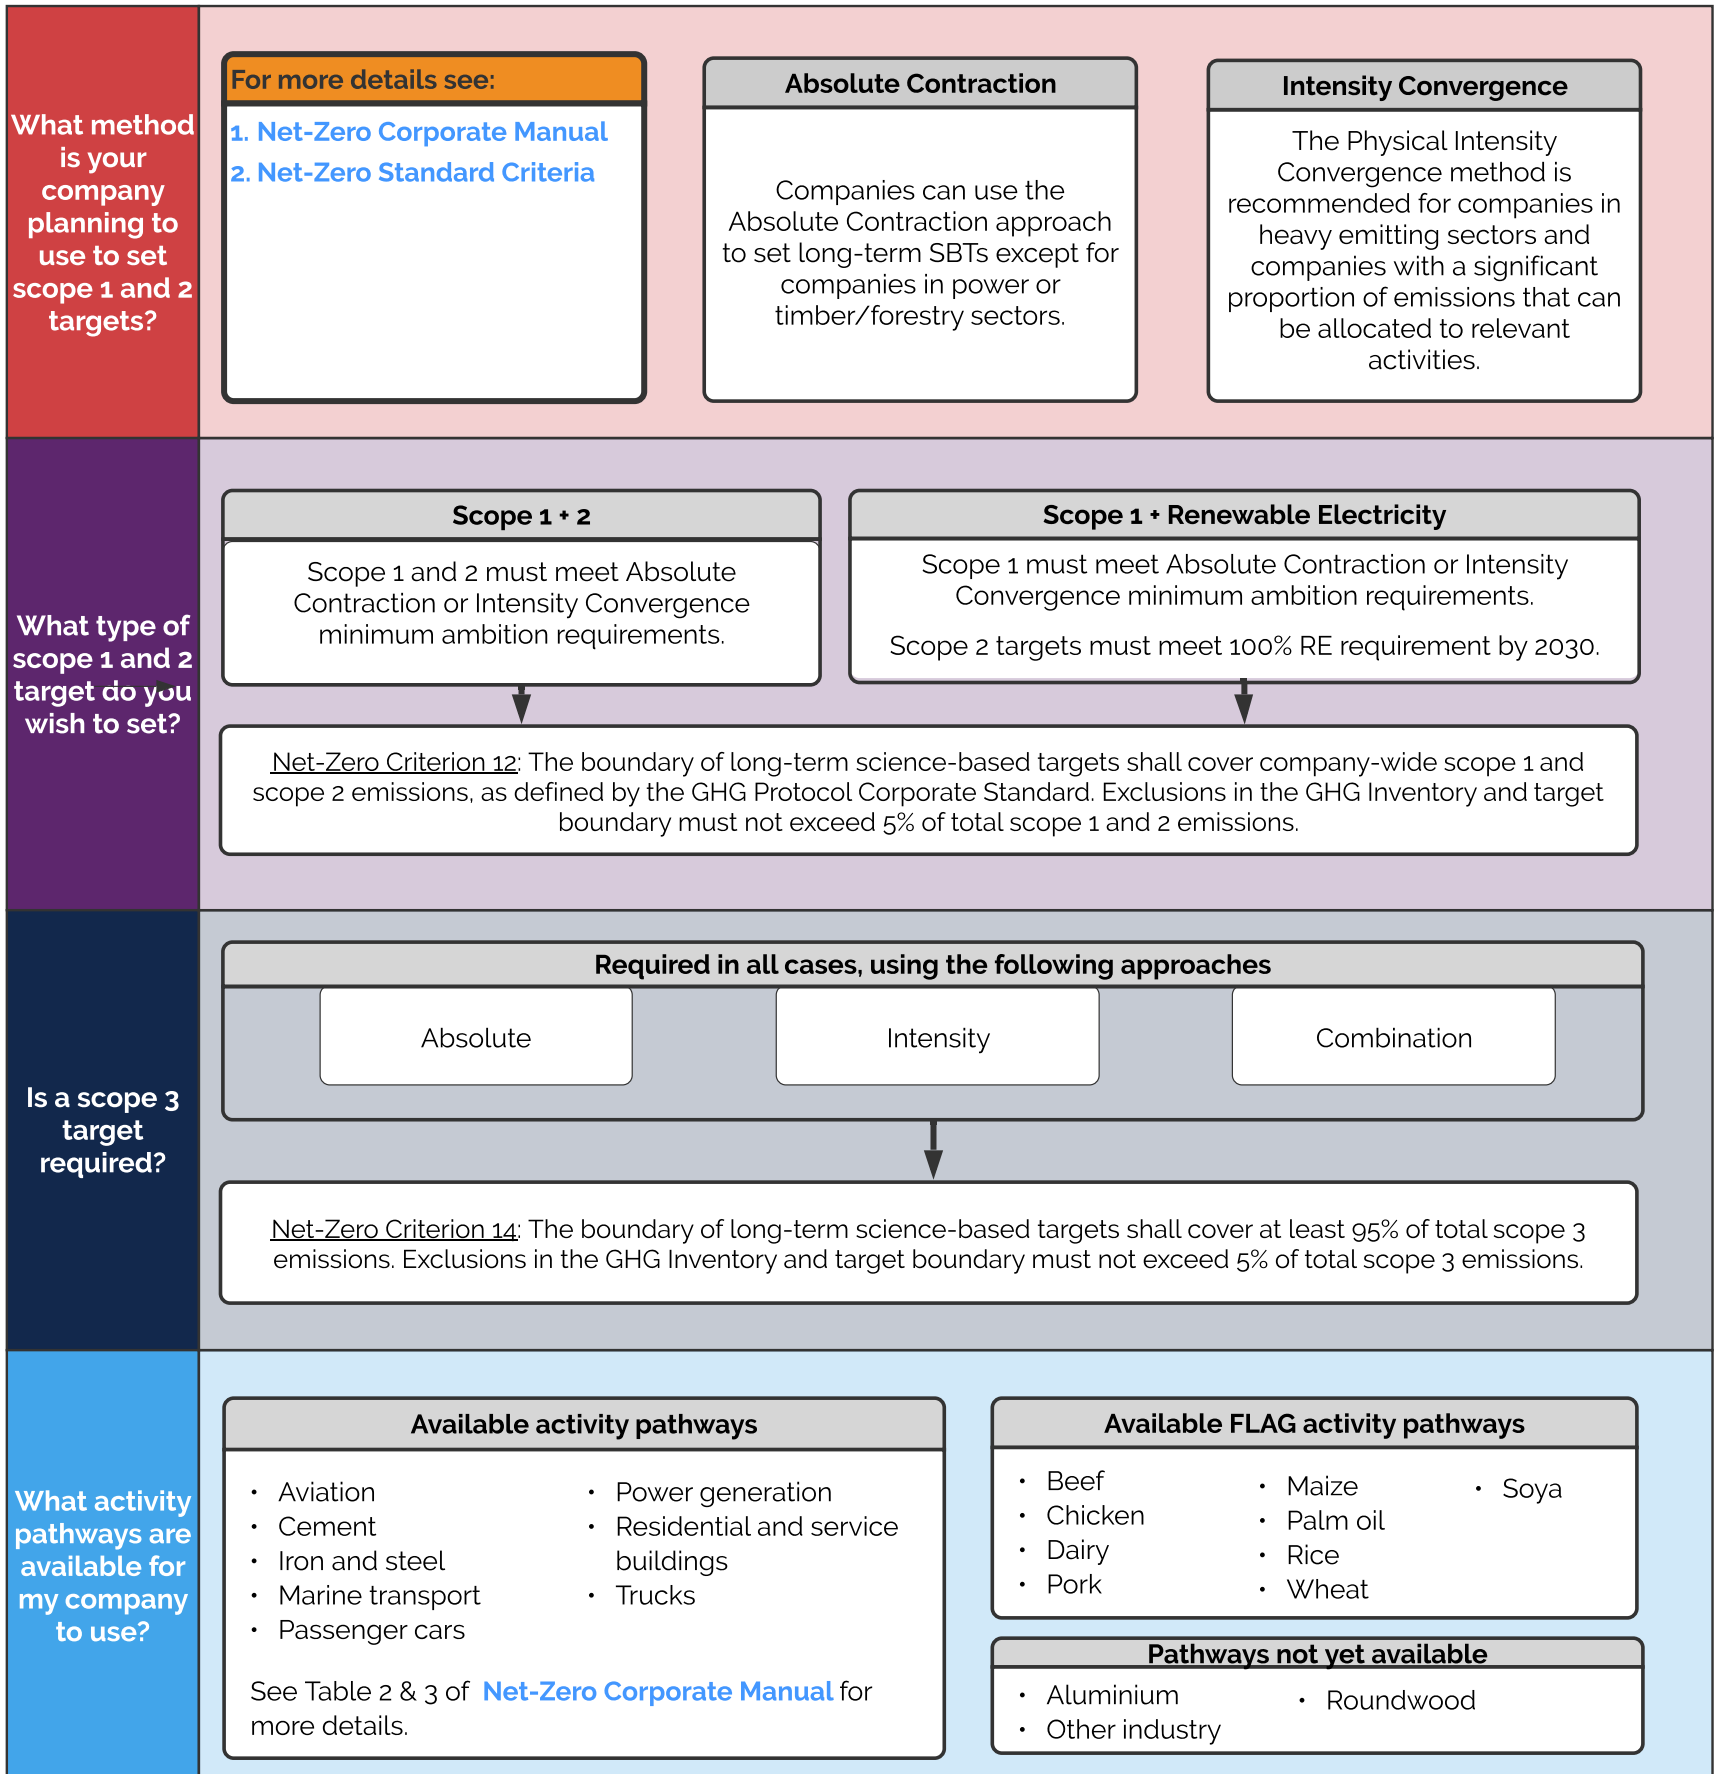 What method
is your
company
planning to
use to set
scope 1 and 2
targets?
For more details see:
1. Net-Zero Corporate Manual
2. Net-Zero Standard Criteria
Absolute Contraction
Companies can use the
Absolute Contraction approach
to set long-term SBTs except for
companies in power or
timber/forestry sectors.
Intensity Convergence
The Physical Intensity
Convergence method is
recommended for companies in
heavy emitting sectors and
companies with a significant
proportion of emissions that can
be allocated to relevant
activities.
What type of
scope 1 and 2
target do you
wish to set?
Scope 1 + 2
Scope 1 and 2 must meet Absolute
Contraction or Intensity Convergence
minimum ambition requirements.
Scope 1 + Renewable Electricity
Scope 1 must meet Absolute Contraction or Intensity
Convergence minimum ambition requirements.
Scope 2 targets must meet 100% RE requirement by 2030.
Net-Zero Criterion 12: The boundary of long-term science-based targets shall cover company-wide scope 1 and
scope 2 emissions, as defined by the GHG Protocol Corporate Standard. Exclusions in the GHG Inventory and target
boundary must not exceed 5% of total scope 1 and 2 emissions.
Is a scope 3
target
required?
Required in all cases, using the following approaches
Absolute
Intensity
Combination
Net-Zero Criterion 14: The boundary of long-term science-based targets shall cover at least 95% of total scope 3
emissions. Exclusions in the GHG Inventory and target boundary must not exceed 5% of total scope 3 emissions.
What activity
pathways are
available for
my company
to use?
Available activity pathways
• Aviation
• Cement
• Iron and steel
• Marine transport
• Passenger cars
• Power generation
• Residential and service
buildings
• Trucks
See Table 2 & 3 of Net-Zero Corporate Manual for
more details.
Available FLAG activity pathways
• Beef
• Chicken
• Dairy
• Pork
• Maize
• Palm oil
• Rice
• Wheat
• Soya
Pathways not yet available
• Aluminium
• Other industry
• Roundwood